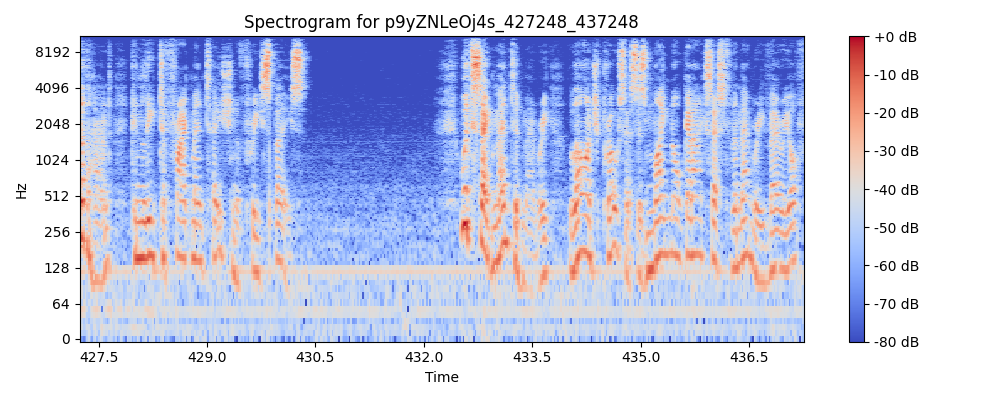 Spectrogram for p9yZNLeOj4s_427248_437248
8192
4096
2048
1024
512
256
128
64
0
Hz
427.5 429.0 430.5 432.0 433.5 435.0 436.5
Time
+0 dB
-10 dB
-20 dB
-30 dB
-40 dB
-50 dB
-60 dB
-70 dB
-80 dB